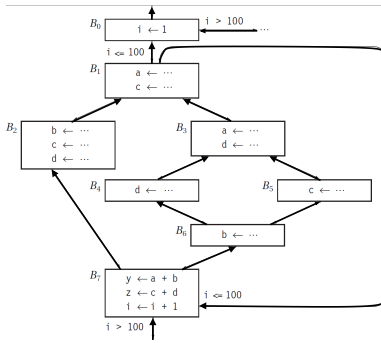 B0
i ← 1
i > 100
...
i <= 100
B1
a ← ...
c ← ...
B2
b ← ...
c ← ...
d ← ...
B3
a ← ...
d ← ...
B4
d ← ...
B5
c ← ...
B6
b ← ...
B7
y ← a + b
z ← c + d
i ← i + 1
i <= 100
i > 100